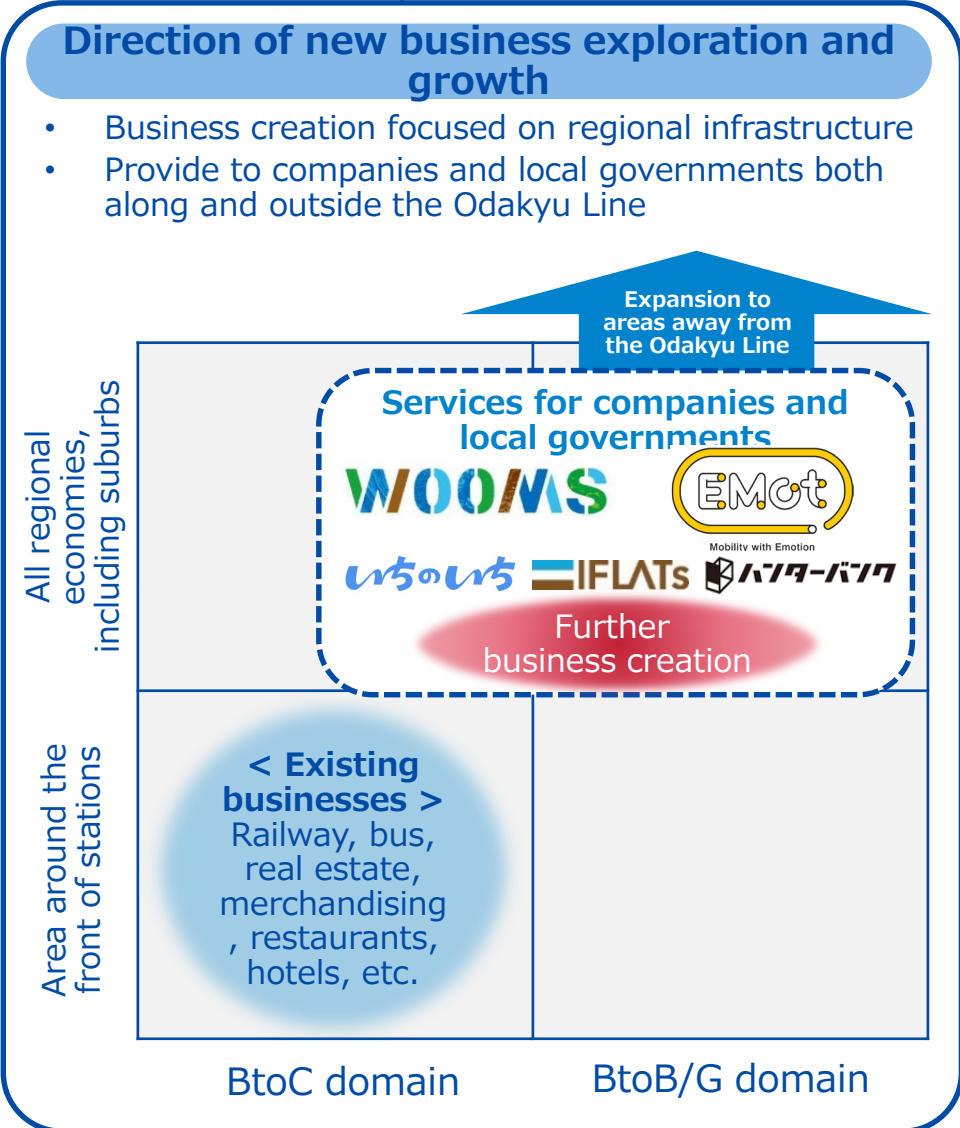 Direction of new business exploration and
growth
• Business creation focused on regional infrastructure
• Provide to companies and local governments both
along and outside the Odakyu Line
Expansion to
areas away from
the Odakyu Line
All regional
economies,
including suburbs
Services for companies and
local governments
WOOMS
EMot
Mobility with Emotion
いちのいち
IFLATs
ハンターバンク
Further
business creation
Area around the
front of stations
< Existing
businesses >
Railway, bus,
real estate,
merchandising
, restaurants,
hotels, etc.
BtoC domain
BtoB/G domain